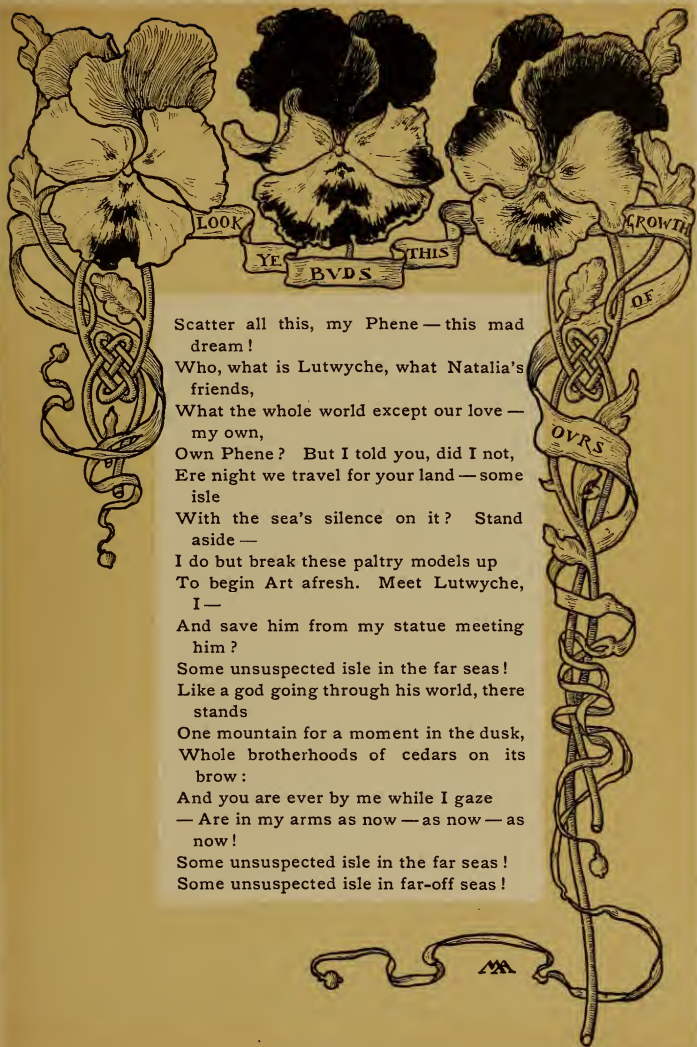 LOOK YE BVDS THIS GROWTH
OF
OVRS
Scatter all this, my Phene — this mad
dream !
Who, what is Lutwyche, what Natalia's
friends,
What the whole world except our love —
my own,
Own Phene ? But I told you, did I not,
Ere night we travel for your land — some
isle
With the sea's silence on it ? Stand
aside —
I do but break these paltry models up
To begin Art afresh. Meet Lutwyche,
I —
And save him from my statue meeting
him ?
Some unsuspected isle in the far seas !
Like a god going through his world, there
stands
One mountain for a moment in the dusk,
Whole brotherhoods of cedars on its
brow :
And you are ever by me while I gaze
— Are in my arms as now — as now — as
now !
Some unsuspected isle in the far seas !
Some unsuspected isle in far-off seas !